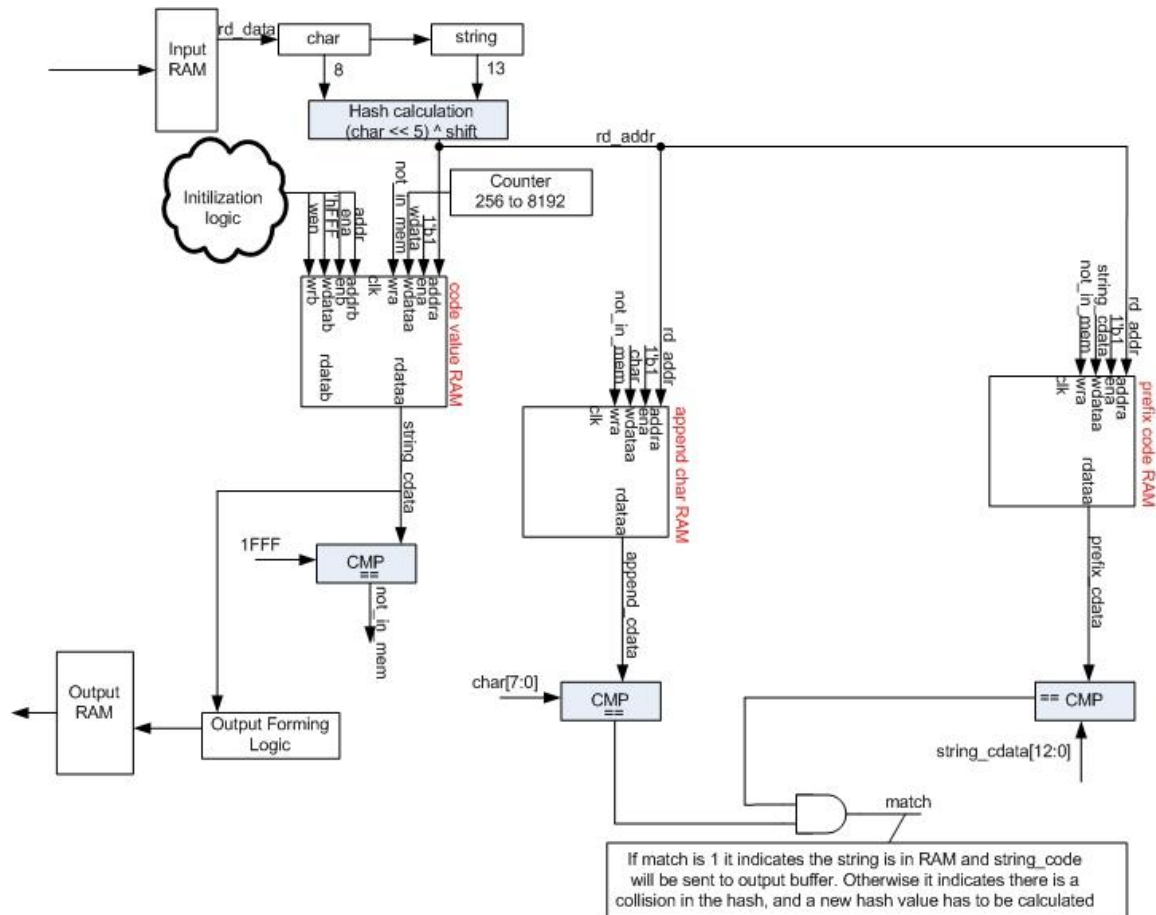 Input
RAM
rd_data
char
string
8
13
Hash calculation
(char << 5) ^ shift
rd_addr
Initilization
logic
Counter
256 to 8192
wen
"hFFF
ena
addr
not_in_mem
wdata
1'b1
wrb
wdatab
enb
addrb
clk
wra
wdataa
ena
addra
rdatab
rdataa
code value RAM
not_in_mem
char
1'b1
rd_addr
clk
wra
wdataa
ena
addra
rdataa
append char RAM
not_in_mem
string_cdata
1'b1
rd_addr
clk
wra
wdataa
ena
addra
rdataa
prefix code RAM
string_cdata
1FFF
CMP
==
not_in_mem
append_cdata
prefix_cdata
Output
RAM
Output Forming
Logic
char[7:0]
CMP
==
== CMP
string_cdata[12:0]
match
If match is 1 it indicates the string is in RAM and string_code
will be sent to output buffer. Otherwise it indicates there is a
collision in the hash, and a new hash value has to be calculated